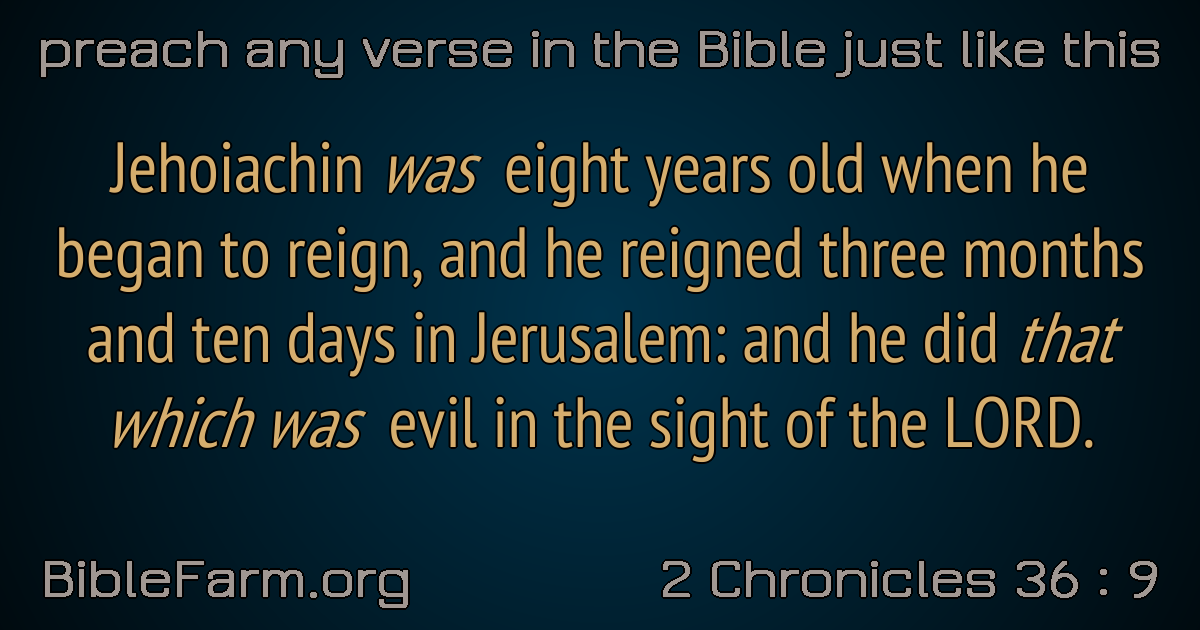 preach any verse in the Bible just like this
Jehoiachin was eight years old when he
began to reign, and he reigned three months
and ten days in Jerusalem: and he did that
which was evil in the sight of the LORD.
BibleFarm.org
2 Chronicles 36 : 9